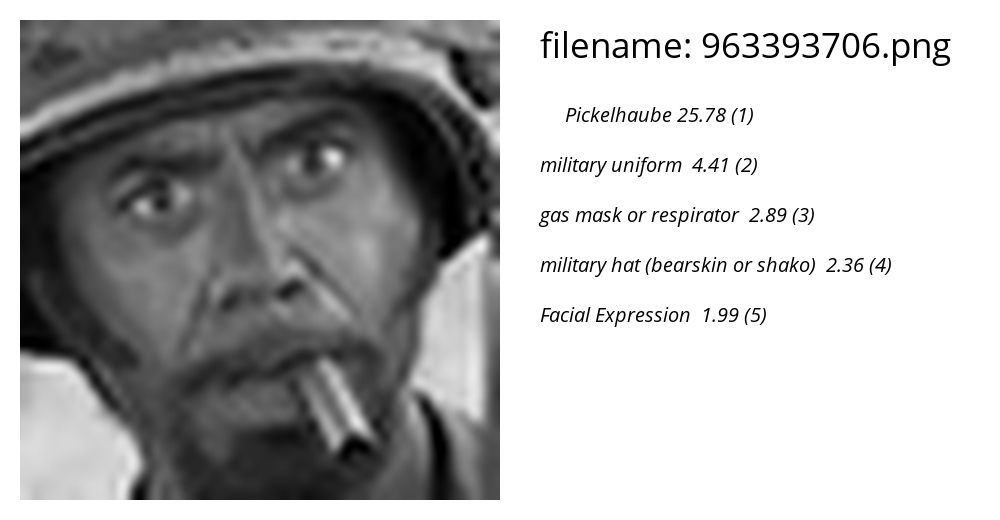 filename: 963393706.png
Pickelhaube 25.78 (1)
military uniform 4.41 (2)
gas mask or respirator 2.89 (3)
military hat (bearskin or shako) 2.36 (4)
Facial Expression 1.99 (5)